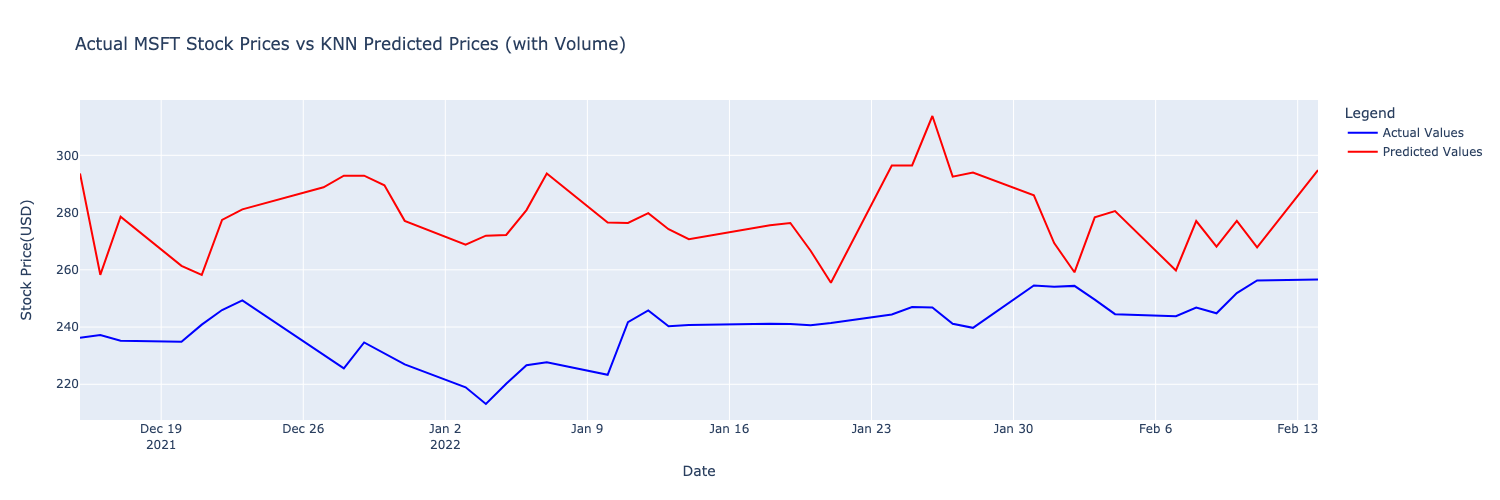 Actual MSFT Stock Prices vs KNN Predicted Prices (with Volume)
Legend
Actual Values
Predicted Values
Stock Price(USD)
300
280
260
240
220
Dec 19
2021
Dec 26
Jan 2
2022
Jan 9
Jan 16
Jan 23
Jan 30
Feb 6
Feb 13
Date